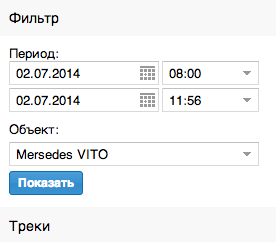 Фильтр
Период:
02.07.2014 08:00
02.07.2014 11:56
Объект:
Mersedes VITO
Показать
Треки